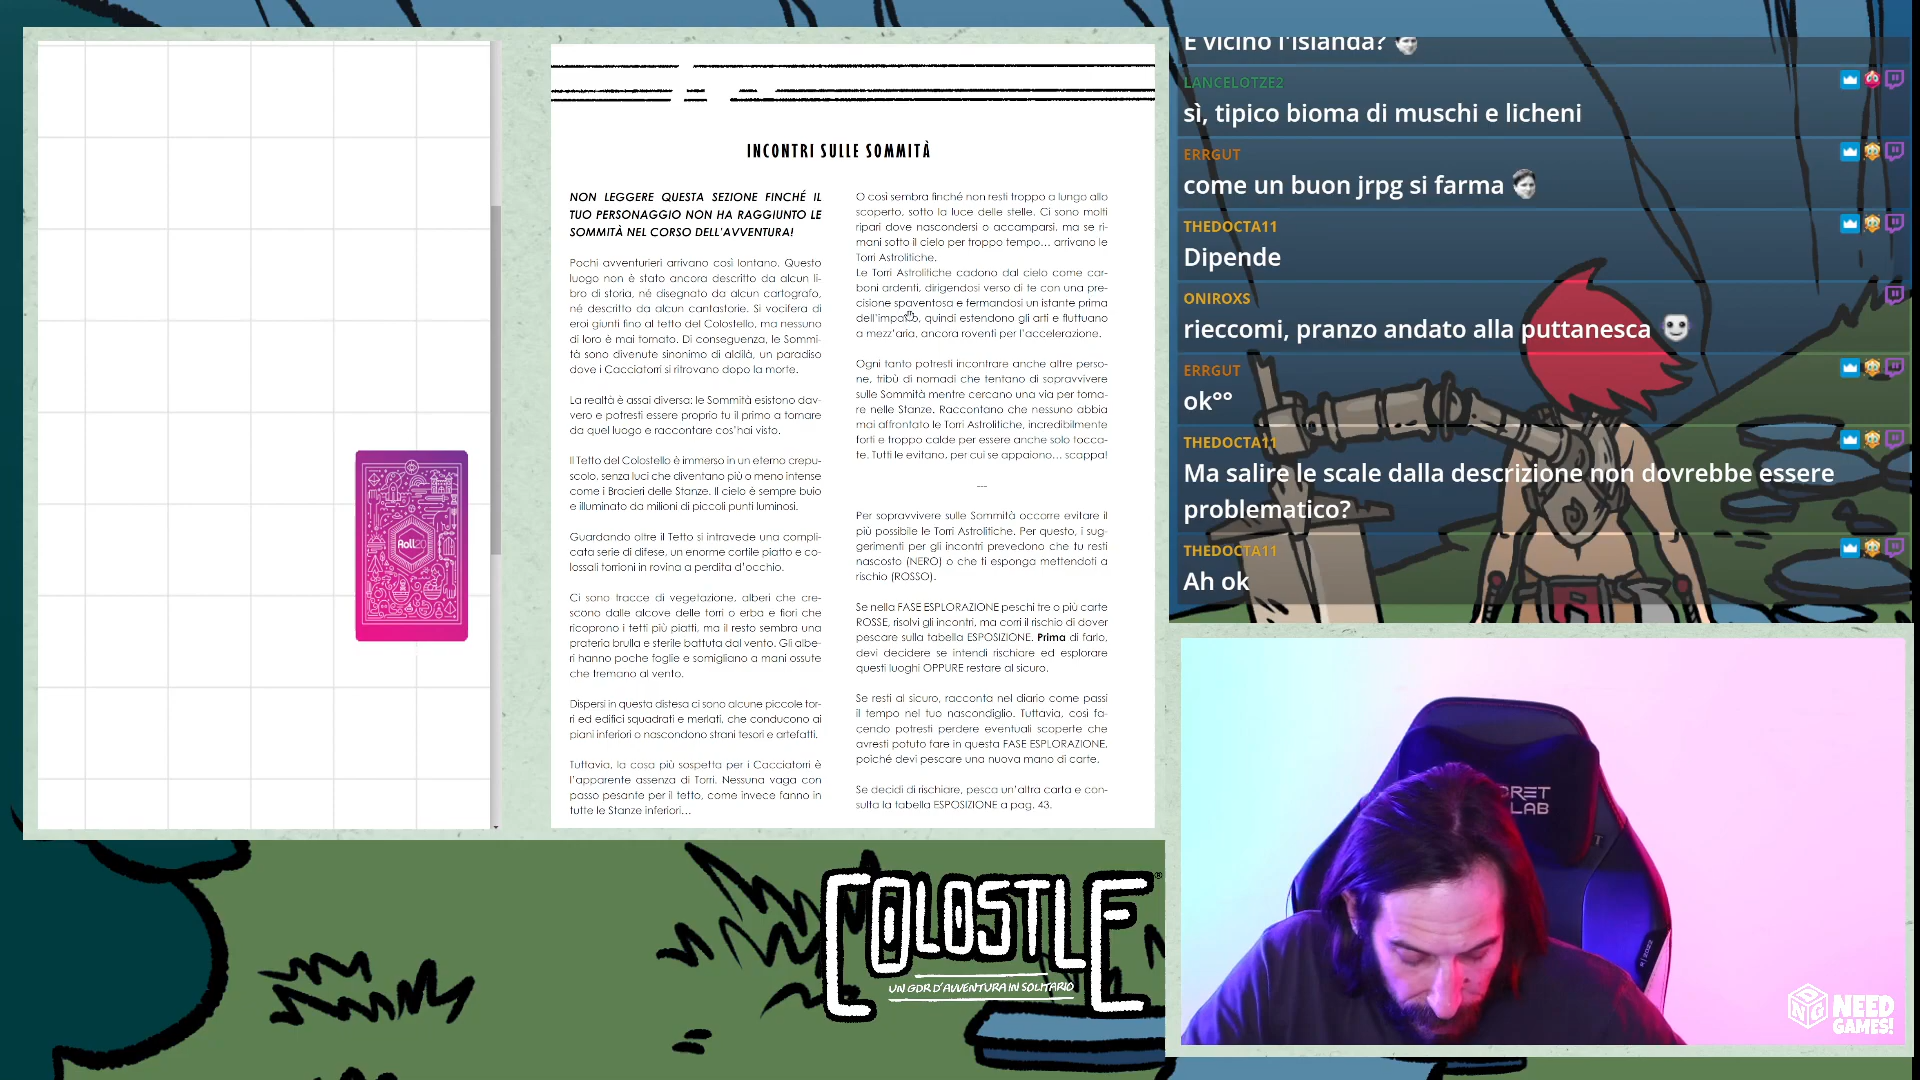 INCONTRI SULLE SOMMITÀ
NON LEGGERE QUESTA SEZIONE FINCHÉ IL
TUO PERSONAGGIO NON HA RAGGIUNTO LE
SOMMITÀ NEL CORSO DELL'AVVENTURA!
Pochi avventurieri arrivano così lontano. Questo
luogo non è stato ancora descritto da alcun li-
bro di storia, né disegnato da alcun cartografo,
né descritto da alcun cantastorie. Si vocifera di
eroi giunti fino al tetto del Colostello, ma nessuno
di loro è mai tornato. Di conseguenza, le Sommi-
tà sono divenute sinonimo di aldilà, un paradiso
dove i Cacciatorri si ritrovano dopo la morte.
La realtà è assai diversa: le Sommità esistono dav-
vero e potresti essere proprio tu il primo a tornare
da quel luogo e raccontare cos'hai visto.
Il Tetto del Colostello è immerso in un eterno crepu-
scolo, senza luci che diventano più o meno intense
come i Bracieri delle Stanze. Il cielo è sempre buio
e illuminato da milioni di piccoli punti luminosi.
Guardando oltre il Tetto si intravede una compli-
cata serie di difese, un enorme cortile piatto e co-
lossali torrioni in rovina a perdita d'occhio.
Ci sono tracce di vegetazione, alberi che cre-
scono dalle alcove delle torri o erba e fiori che
ricoprono i tetti più piatti, ma il resto sembra una
prateria brulla e sterile battuta dal vento. Gli albe-
ri hanno poche foglie e somigliano a mani ossute
che tremano al vento.
Dispersi in questa distesa ci sono alcune piccole tor-
ri ed edifici squadrati e merlati, che conducono ai
piani inferiori o nascondono strani tesori e artefatti.
Tuttavia, la cosa più sospetta per i Cacciatorri è
l'apparente assenza di Torri. Nessuna vaga con
passo pesante per il tetto, come invece fanno in
tutte le Stanze inferiori...
O così sembra finché non resti troppo a lungo allo
scoperto, sotto la luce delle stelle. Ci sono molti
ripari dove nascondersi o accamparsi, ma se ri-
mani sotto il cielo per troppo tempo... arrivano le
Torri Astrolitiche.
Le Torri Astrolitiche cadono dal cielo come car-
boni ardenti, dirigendosi verso di te con una pre-
cisione spaventosa e fermandosi un istante prima
dell'impatto, quindi estendono gli arti e fluttuano
a mezz'aria, ancora roventi per l'accelerazione.
Ogni tanto potresti incontrare anche altre perso-
ne, tribù di nomadi che tentano di sopravvivere
sulle Sommità mentre cercano una via per torna-
re nelle Stanze. Raccontano che nessuno abbia
mai affrontato le Torri Astrolitiche, incredibilmente
forti e troppo calde per essere anche solo tocca-
te. Tutti le evitano, per cui se appaiono... scappa!
---
Per sopravvivere sulle Sommità occorre evitare il
più possibile le Torri Astrolitiche. Per questo, i sug-
gerimenti per gli incontri prevedono che tu resti
nascosto (NERO) o che ti esponga mettendoti a
rischio (ROSSO).
Se nella FASE ESPLORAZIONE peschi tre o più carte
ROSSE, risolvi gli incontri, ma corri il rischio di dover
pescare sulla tabella ESPOSIZIONE. Prima di farlo,
devi decidere se intendi rischiare ed esplorare
questi luoghi OPPURE restare al sicuro.
Se resti al sicuro, racconta nel diario come passi
il tempo nel tuo nascondiglio. Tuttavia, così fa-
cendo potresti perdere eventuali scoperte che
avresti potuto fare in questa FASE ESPLORAZIONE,
poiché devi pescare una nuova mano di carte.
Se decidi di rischiare, pesca un'altra carta e con-
sulta la tabella ESPOSIZIONE a pag. 43.
Roll20
È vicino l'islanda?
LANCELOTZE2
sì, tipico bioma di muschi e licheni
ERRGUT
come un buon jrpg si farma
THEDOCTA11
Dipende
ONIROXS
rieccomi, pranzo andato alla puttanesca
ERRGUT
ok°°
THEDOCTA11
Ma salire le scale dalla descrizione non dovrebbe essere
problematico?
THEDOCTA11
Ah ok
COLOSTLE®
UN GDR D'AVVENTURA IN SOLITARIO
NEED
GAMES!